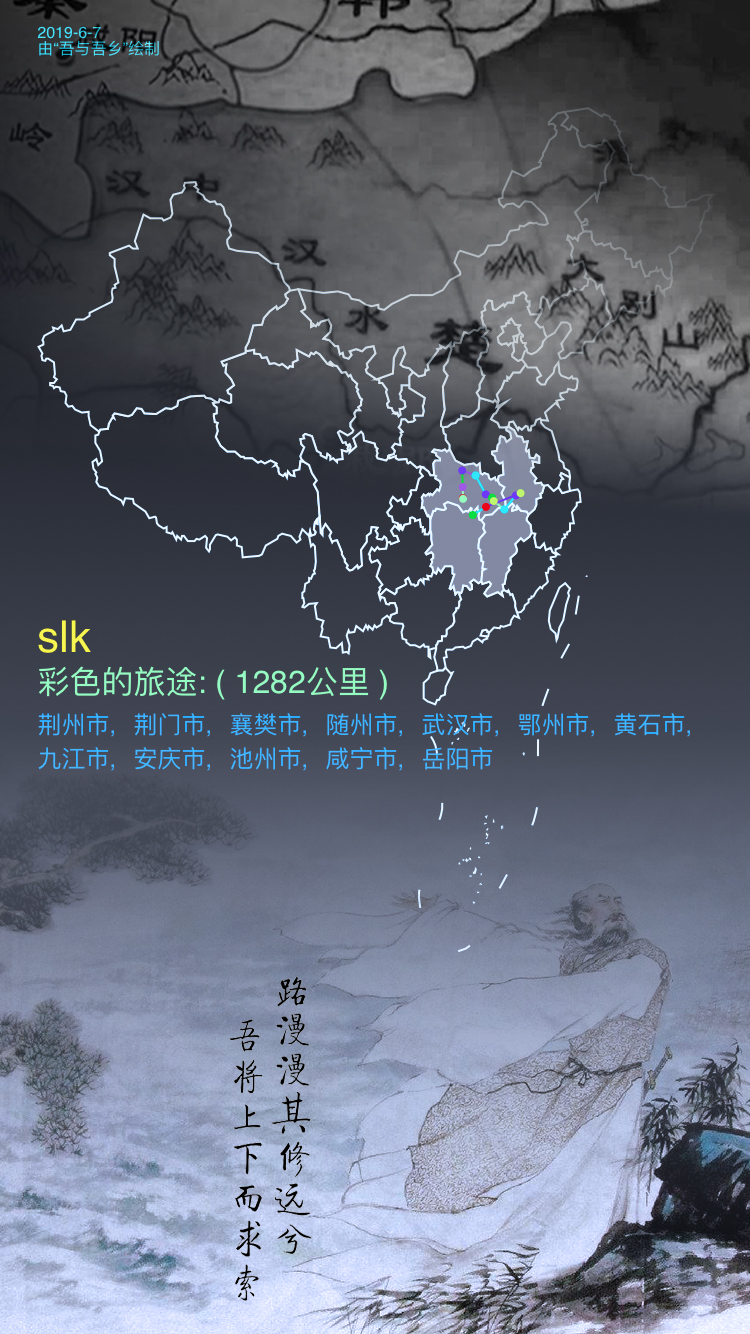 2019-6-7
由“吾与吾乡”绘制
岭
汉中
汉
水
楚
大别山
slk
彩色的旅途: ( 1282公里 )
荆州市, 荆门市, 襄樊市, 随州市, 武汉市, 鄂州市, 黄石市,
九江市, 安庆市, 池州市, 咸宁市, 岳阳市
路漫漫其修远兮
吾将上下而求索